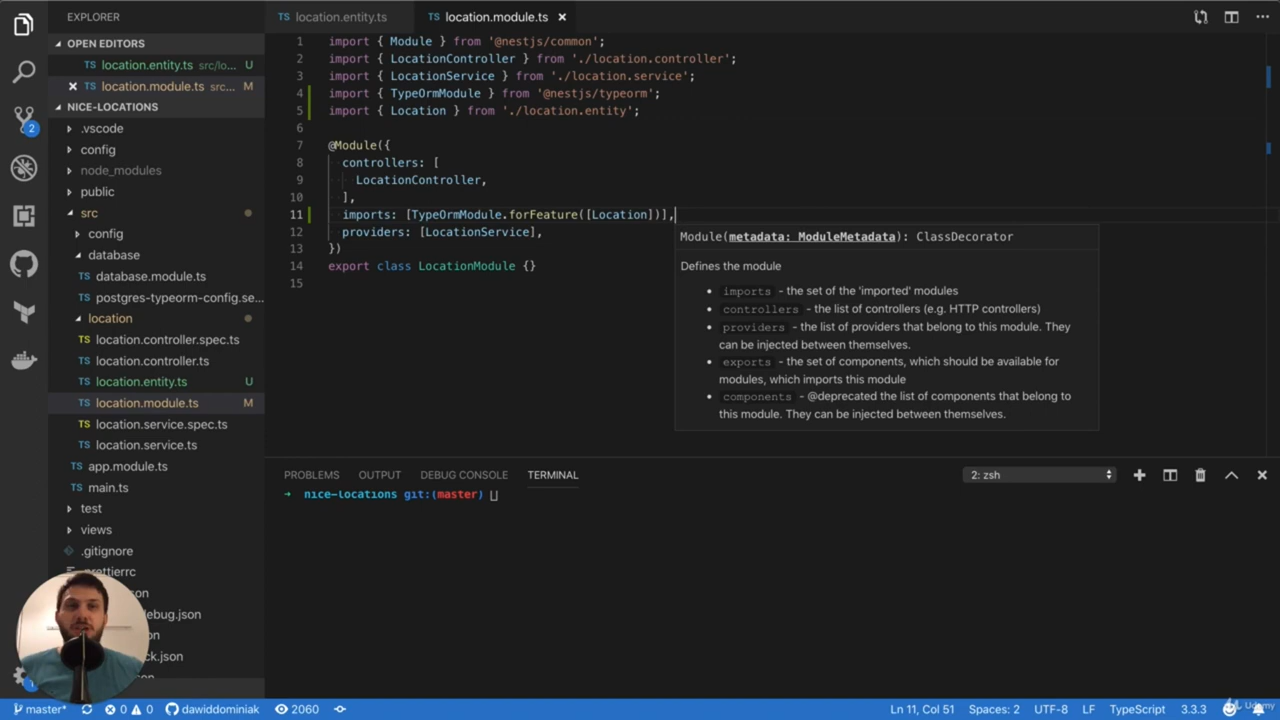 EXPLORER
OPEN EDITORS
location.entity.ts src/lo... U
location.module.ts src... M
NICE-LOCATIONS
.vscode
config
node_modules
public
src
config
database
database.module.ts
postgres-typeorm-config.se...
location
location.controller.spec.ts
location.controller.ts
location.entity.ts U
location.module.ts M
location.service.spec.ts
location.service.ts
app.module.ts
main.ts
test
views
.gitignore
.prettierrc
2
1
location.entity.ts
location.module.ts
1 import { Module } from '@nestjs/common';
2 import { LocationController } from './location.controller';
3 import { LocationService } from './location.service';
4 import { TypeOrmModule } from '@nestjs/typeorm';
5 import { Location } from './location.entity';
6
7 @Module({
8 controllers: [
9 LocationController,
10 ],
11 imports: [TypeOrmModule.forFeature([Location])],
12 providers: [LocationService],
13 })
14 export class LocationModule {}
15
Module(metadata: ModuleMetadata): ClassDecorator
Defines the module
• imports - the set of the 'imported' modules
• controllers - the list of controllers (e.g. HTTP controllers)
• providers - the list of providers that belong to this module. They
can be injected between themselves.
• exports - the set of components, which should be available for
modules, which imports this module
• components - @deprecated the list of components that belong to
this module. They can be injected between themselves.
PROBLEMS OUTPUT DEBUG CONSOLE TERMINAL
2: zsh
→ nice-locations git:(master)
master* 0 0 dawiddominiak 2060
Ln 11, Col 51 Spaces: 2 UTF-8 LF TypeScript 3.3.3
Udemy